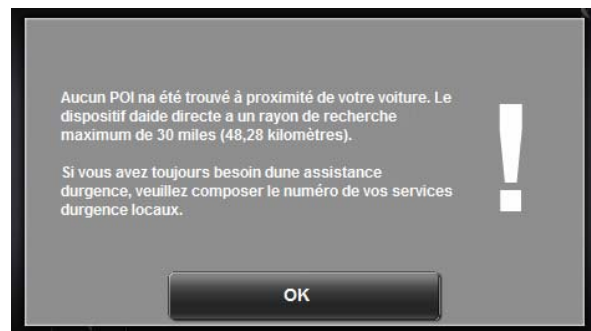 Aucun POI na été trouvé à proximité de votre voiture. Le
dispositif daide directe a un rayon de recherche
maximum de 30 miles (48,28 kilomètres).
Si vous avez toujours besoin dune assistance
durgence, veuillez composer le numéro de vos services
durgence locaux.
!
OK